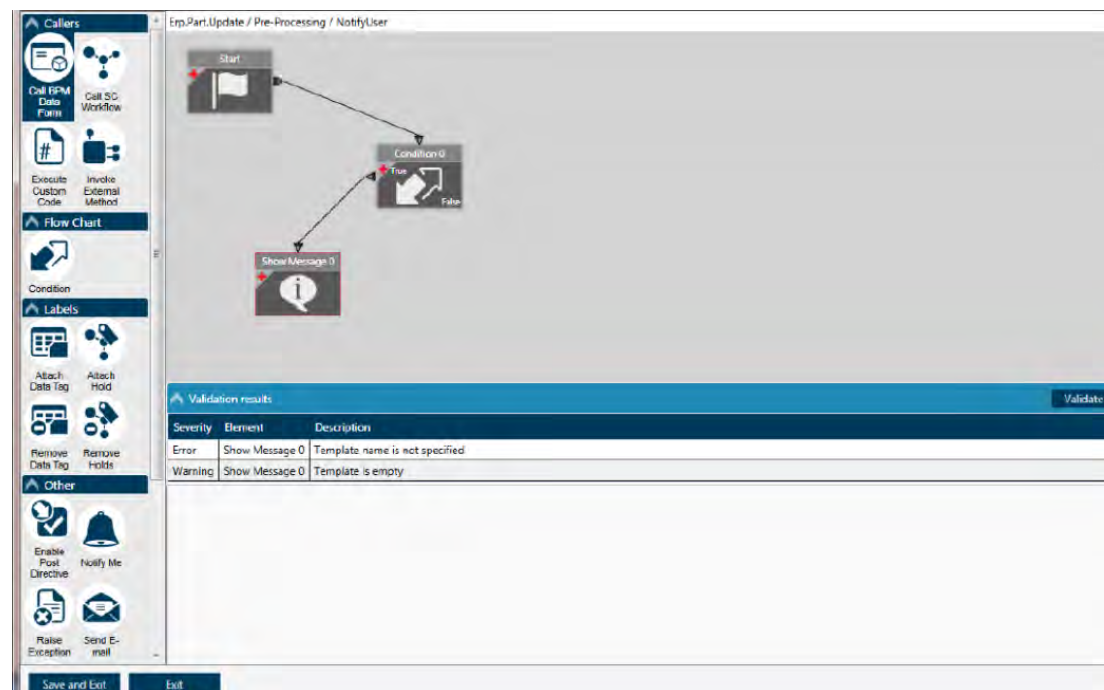 Callers
Erp.Part.Update / Pre-Processing / NotifyUser
Call BPM
Data
Form
Call SC
Workflow
Execute
Custom
Code
Invoke
External
Method
Flow Chart
Condition
Labels
Attach
Data Tag
Attach
Hold
Remove
Data Tag
Remove
Holds
Other
Enable
Post
Directive
Notify Me
Raise
Exception
Send E-
mail
Start
Condition 0
True
False
Show Message 0
i
Validation results
Validate
Severity Element Description
Error Show Message 0 Template name is not specified
Warning Show Message 0 Template is empty
Save and Exit
Exit